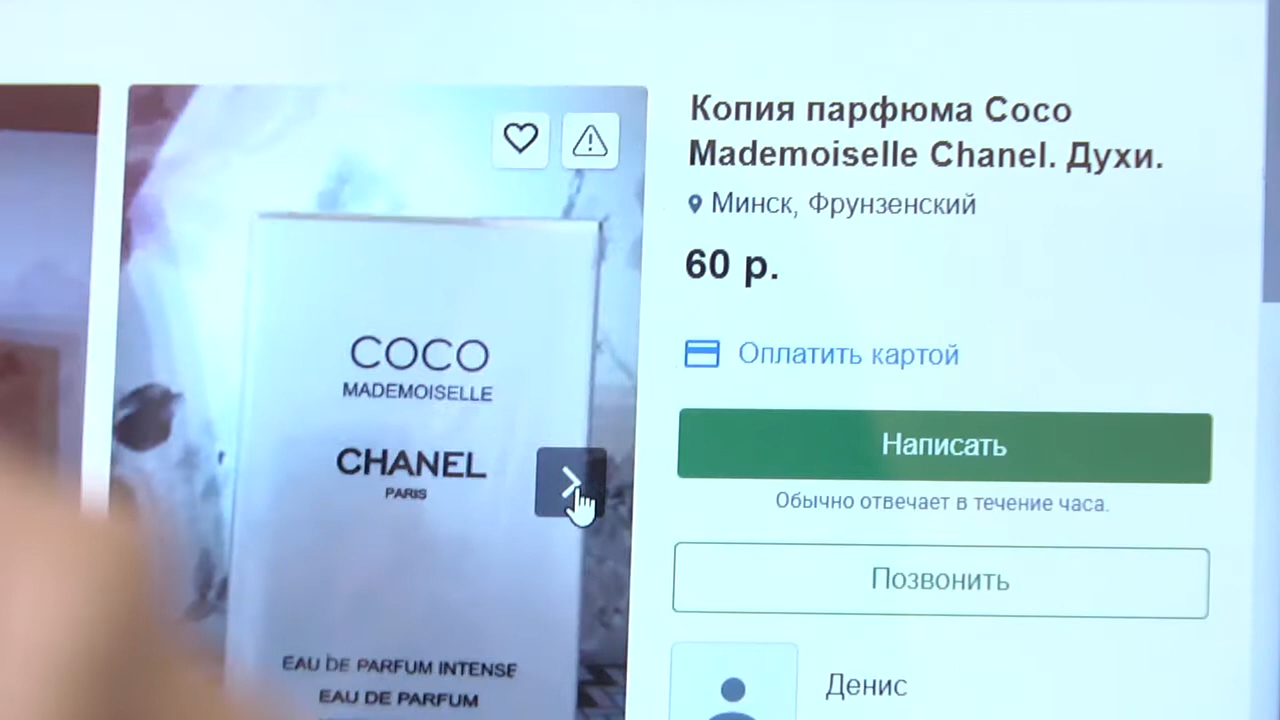 COCO
MADEMOISELLE
CHANEL
PARIS
EAU DE PARFUM INTENSE
EAU DE PARFUM
Копия парфюма Coco
Mademoiselle Chanel. Духи.
Минск, Фрунзенский
60 р.
Оплатить картой
Написать
Обычно отвечает в течение часа.
Позвонить
Денис